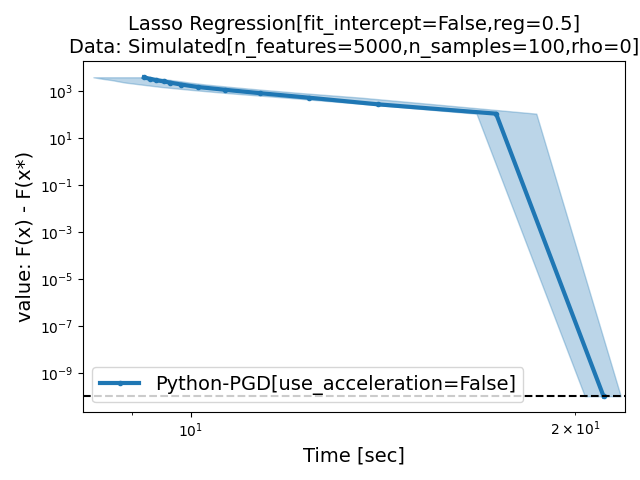 Lasso Regression[fit_intercept=False,reg=0.5]
Data: Simulated[n_features=5000,n_samples=100,rho=0]
value: F(x) - F(x*)
10³
10¹
10⁻¹
10⁻³
10⁻⁵
10⁻⁷
10⁻⁹
Python-PGD[use_acceleration=False]
10¹
2 × 10¹
Time [sec]